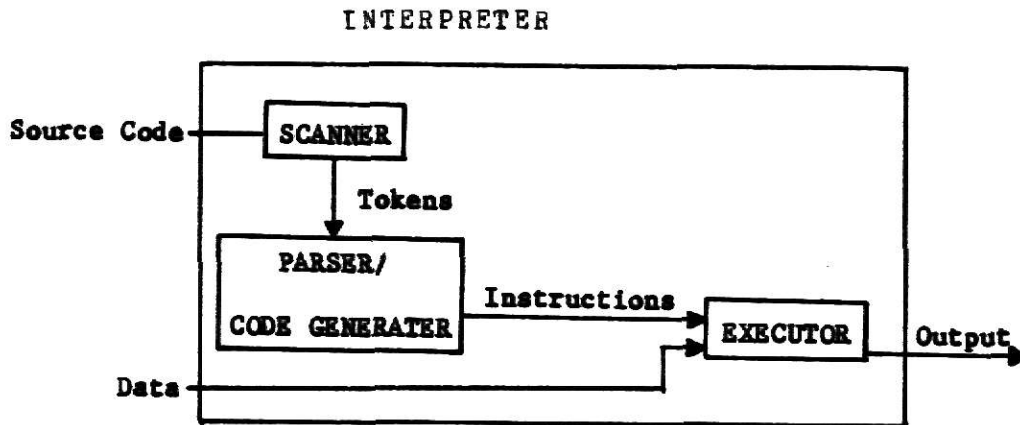 INTERPRETER
Source Code
SCANNER
Tokens
PARSER/
CODE GENERATER
Instructions
EXECUTOR
Output
Data